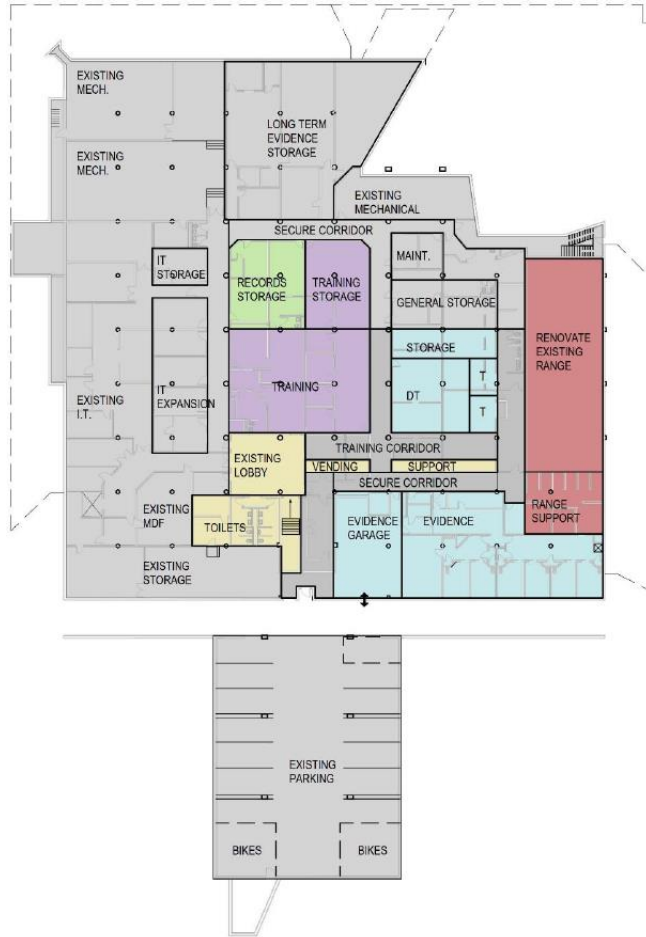 EXISTING
MECH.
LONG TERM
EVIDENCE
STORAGE
EXISTING
MECH.
EXISTING
MECHANICAL
SECURE CORRIDOR
IT
STORAGE
RECORDS
STORAGE
TRAINING
STORAGE
MAINT.
GENERAL STORAGE
RENOVATE
EXISTING
RANGE
STORAGE
EXISTING
I.T.
IT
EXPANSION
TRAINING
DT
T
T
TRAINING CORRIDOR
EXISTING
LOBBY
VENDING
SUPPORT
SECURE CORRIDOR
EXISTING
MDF
TOILETS
EVIDENCE
GARAGE
EVIDENCE
RANGE
SUPPORT
EXISTING
STORAGE
EXISTING
PARKING
BIKES
BIKES